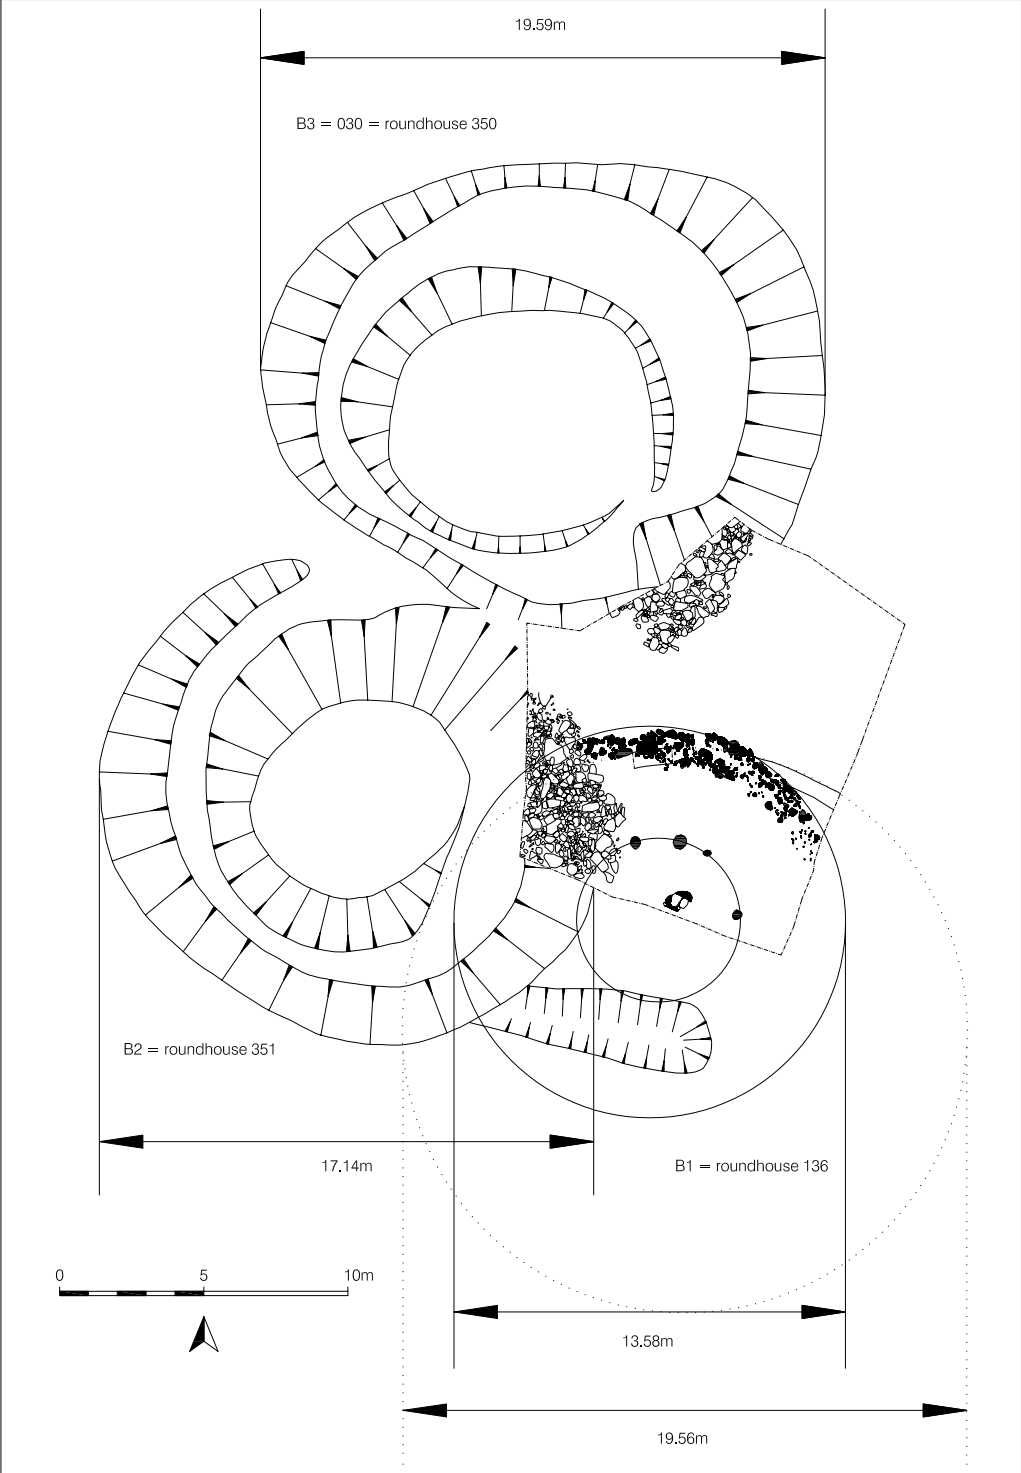 19.59m
B3 = 030 = roundhouse 350
B2 = roundhouse 351
17.14m
B1 = roundhouse 136
0 5 10m
13.58m
19.56m